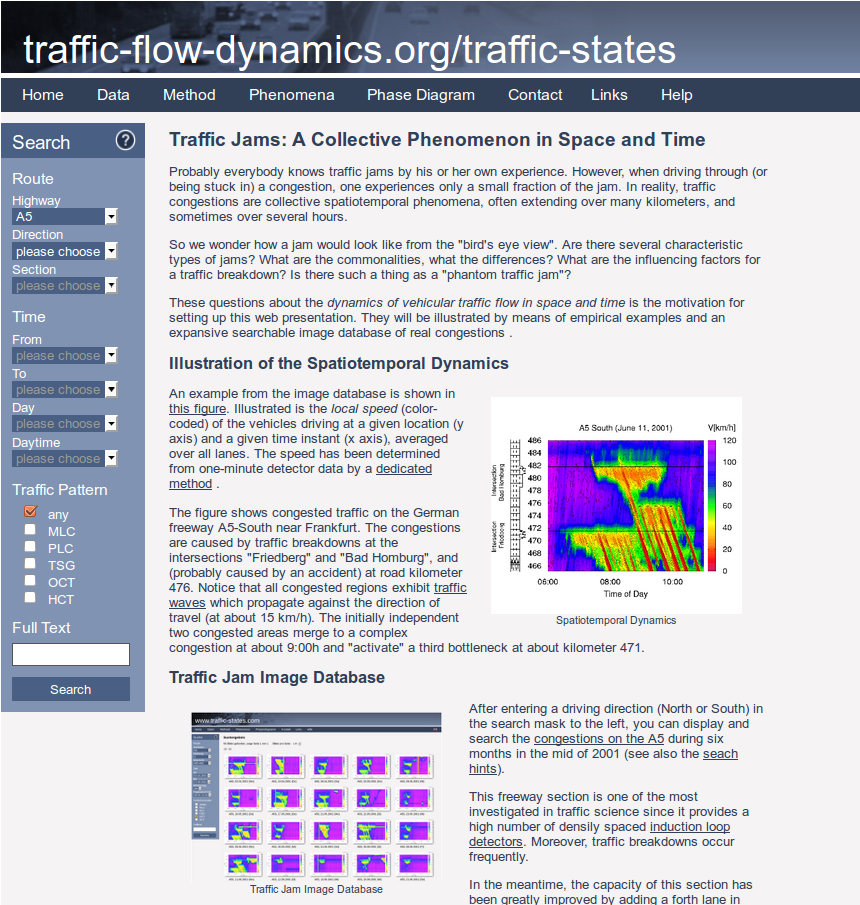 traffic-flow-dynamics.org/traffic-states
Home Data Method Phenomena Phase Diagram Contact Links Help
Search ?
Route
Highway
A5
Direction
please choose
Section
please choose
Time
From
please choose
To
please choose
Day
please choose
Daytime
please choose
Traffic Pattern
any
MLC
PLC
TSG
OCT
HCT
Full Text
Search
Traffic Jams: A Collective Phenomenon in Space and Time
Probably everybody knows traffic jams by his or her own experience. However, when driving through (or
being stuck in) a congestion, one experiences only a small fraction of the jam. In reality, traffic
congestions are collective spatiotemporal phenomena, often extending over many kilometers, and
sometimes over several hours.
So we wonder how a jam would look like from the "bird's eye view". Are there several characteristic
types of jams? What are the commonalities, what the differences? What are the influencing factors for
a traffic breakdown? Is there such a thing as a "phantom traffic jam"?
These questions about the dynamics of vehicular traffic flow in space and time is the motivation for
setting up this web presentation. They will be illustrated by means of empirical examples and an
expansive searchable image database of real congestions .
Illustration of the Spatiotemporal Dynamics
An example from the image database is shown in
this figure. Illustrated is the local speed (color-
coded) of the vehicles driving at a given location (y
axis) and a given time instant (x axis), averaged
over all lanes. The speed has been determined
from one-minute detector data by a dedicated
method .
The figure shows congested traffic on the German
freeway A5-South near Frankfurt. The congestions
are caused by traffic breakdowns at the
intersections "Friedberg" and "Bad Homburg", and
(probably caused by an accident) at road kilometer
476. Notice that all congested regions exhibit traffic
waves which propagate against the direction of
travel (at about 15 km/h). The initially independent
two congested areas merge to a complex
congestion at about 9:00h and "activate" a third bottleneck at about kilometer 471.
A5 South (June 11, 2001) V[km/h]
486
484
482
480
478
476
474
472
470
468
466
Intersection
Bad Homburg
Intersection
Friedberg
120
100
80
60
40
20
0
06:00 08:00 10:00
Time of Day
Spatiotemporal Dynamics
Traffic Jam Image Database
www.traffic-states.com
Traffic Jam Image Database
After entering a driving direction (North or South) in
the search mask to the left, you can display and
search the congestions on the A5 during six
months in the mid of 2001 (see also the seach
hints).
This freeway section is one of the most
investigated in traffic science since it provides a
high number of densily spaced induction loop
detectors. Moreover, traffic breakdowns occur
frequently.
In the meantime, the capacity of this section has
been greatly improved by adding a forth lane in